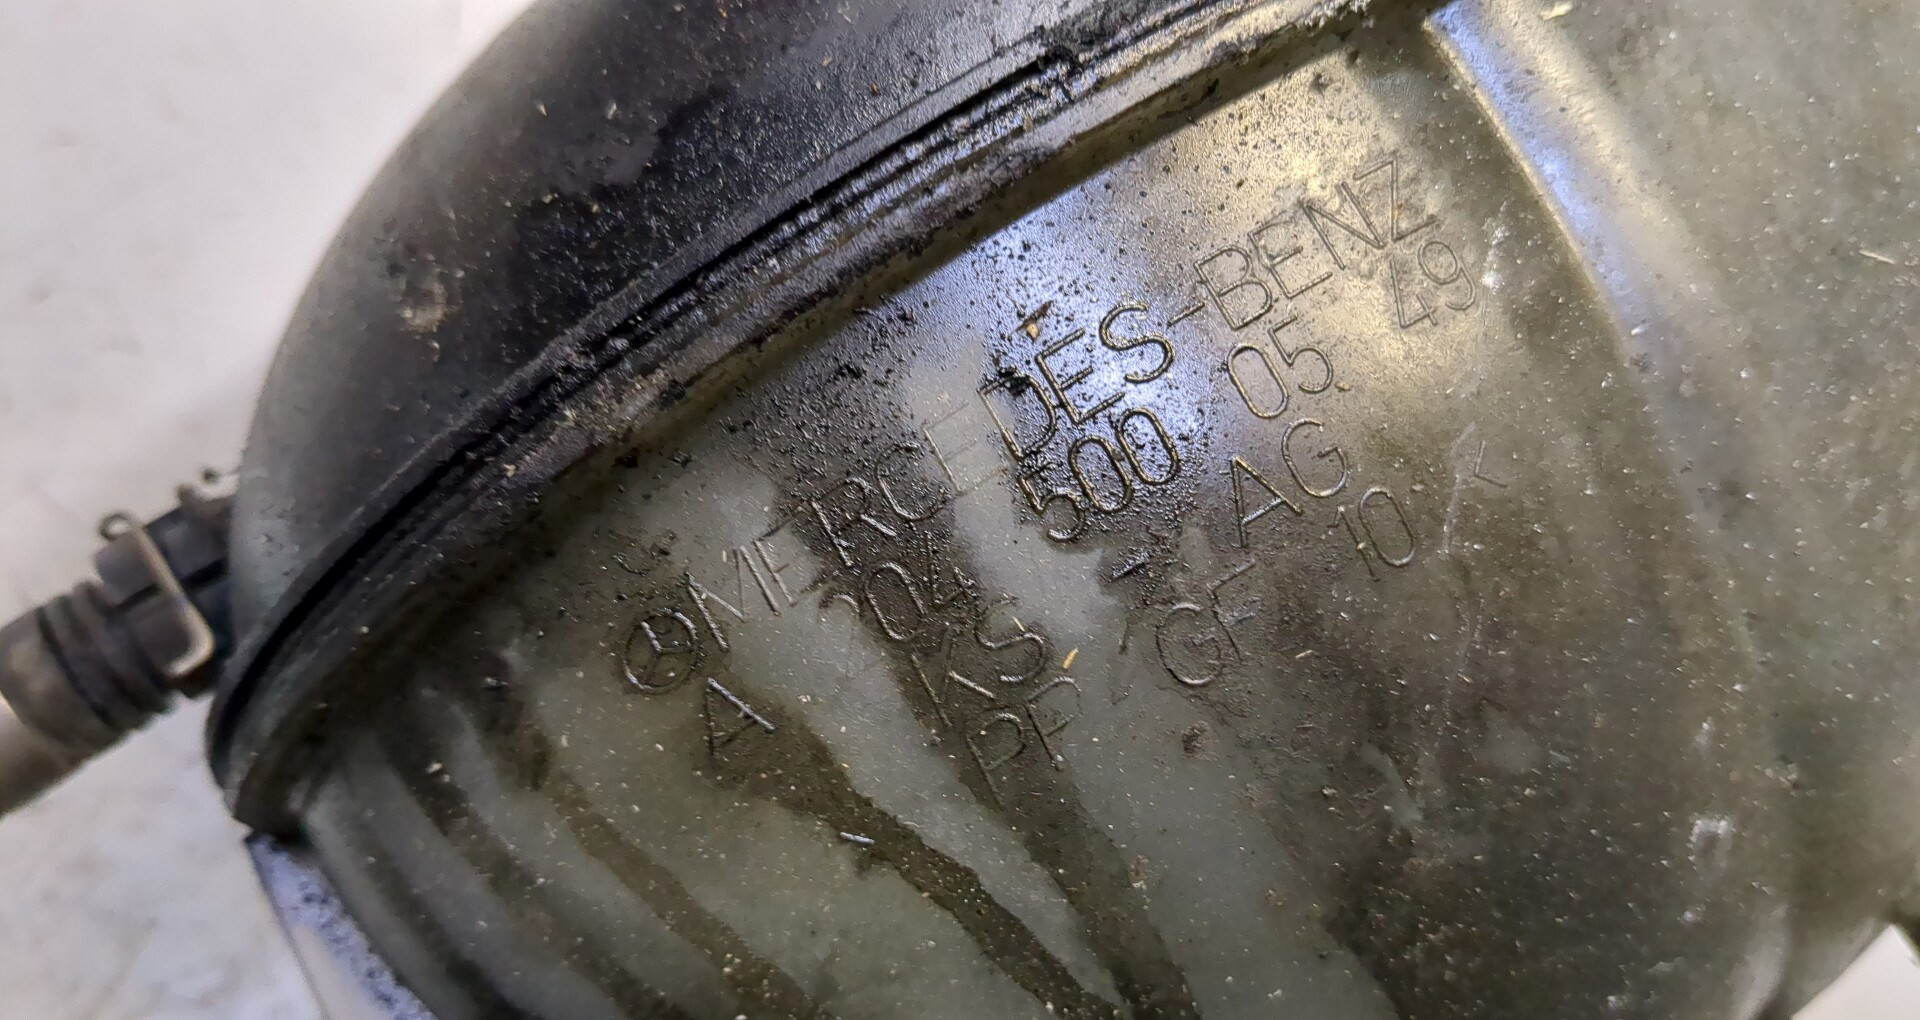 MERCEDES-BENZ
A 204 500 05 49
KS - AG
PP GF 10